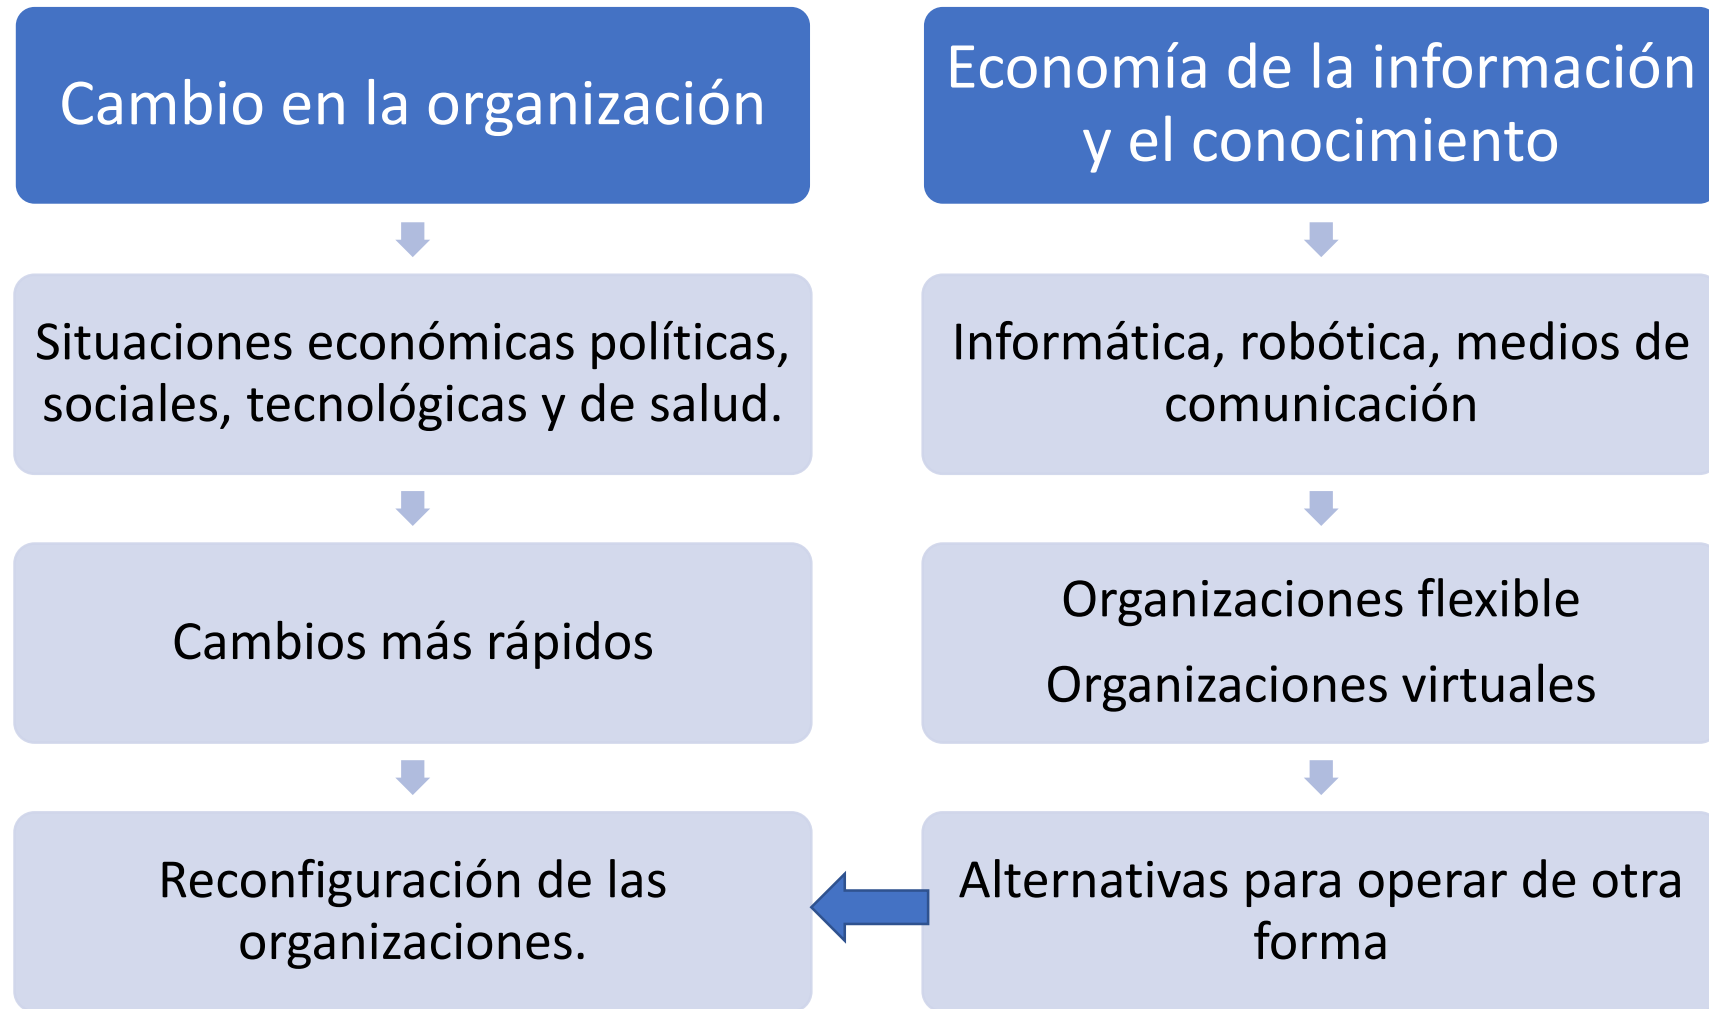 Cambio en la organización
Situaciones económicas políticas,
sociales, tecnológicas y de salud.
Cambios más rápidos
Reconfiguración de las
organizaciones.
Economía de la información
y el conocimiento
Informática, robótica, medios de
comunicación
Organizaciones flexible
Organizaciones virtuales
Alternativas para operar de otra
forma